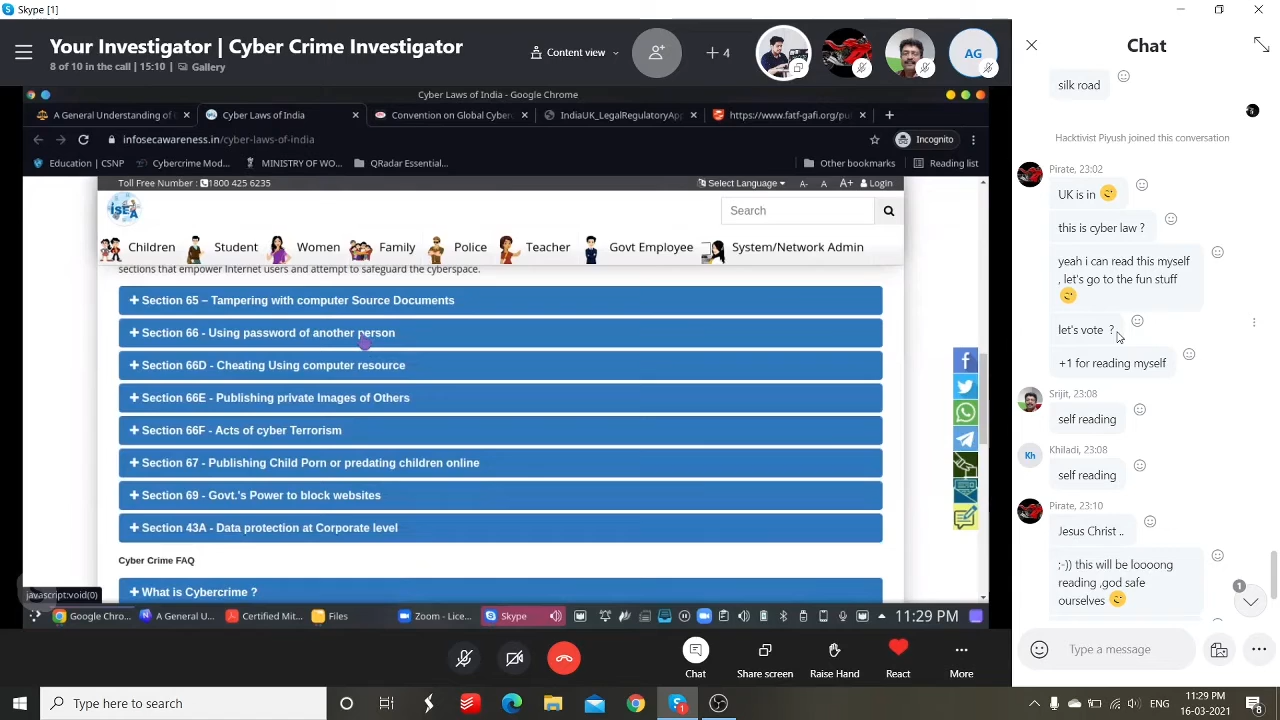 Skype [1]
Your Investigator | Cyber Crime Investigator
8 of 10 in the call | 15:10 | Gallery
Content view
+ 4
AG
Cyber Laws of India - Google Chrome
A General Understanding of
Cyber Laws of India
Convention on Global Cyber
IndiaUK_LegalRegulatoryApp
https://www.fatf-gafi.org/pu
infosecawareness.in/cyber-laws-of-india
Incognito
Education | CSNP
Cybercrime Mod...
MINISTRY OF WO...
QRadar Essential...
Other bookmarks
Reading list
Toll Free Number : 1800 425 6235
Select Language
A-
A
A+
LogIn
ISEA
Search
Children
Student
Women
Family
Police
Teacher
Govt Employee
System/Network Admin
sections that empower Internet users and attempt to safeguard the cyberspace.
+ Section 65 – Tampering with computer Source Documents
+ Section 66 - Using password of another person
+ Section 66D - Cheating Using computer resource
+ Section 66E - Publishing private Images of Others
+ Section 66F - Acts of cyber Terrorism
+ Section 67 - Publishing Child Porn or predating children online
+ Section 69 - Govt.'s Power to block websites
+ Section 43A - Data protection at Corporate level
Cyber Crime FAQ
+ What is Cybercrime ?
javascript:void(0)
Google Chro...
A General U...
Certified Mit...
Files
Zoom - Lice...
Skype
11:29 PM
Chat
Share screen
Raise Hand
React
More
Chat
silk road
Hacktivist Piyush joined this conversation
Pirate, 23:02
UK is in
this is cyber law ?
yeah i can read this myself
, let's go to the fun stuff
let's vote ?
+1 for reading myself
Srijit, 23:08
self reading
Kh
Khiladi, 23:08
self reading
Pirate, 23:10
Jesus Christ ..
;-)) this will be loooong
reading ,god safe
ourselves
1
Type a message
Type here to search
1
ENG
11:29 PM
16-03-2021
8